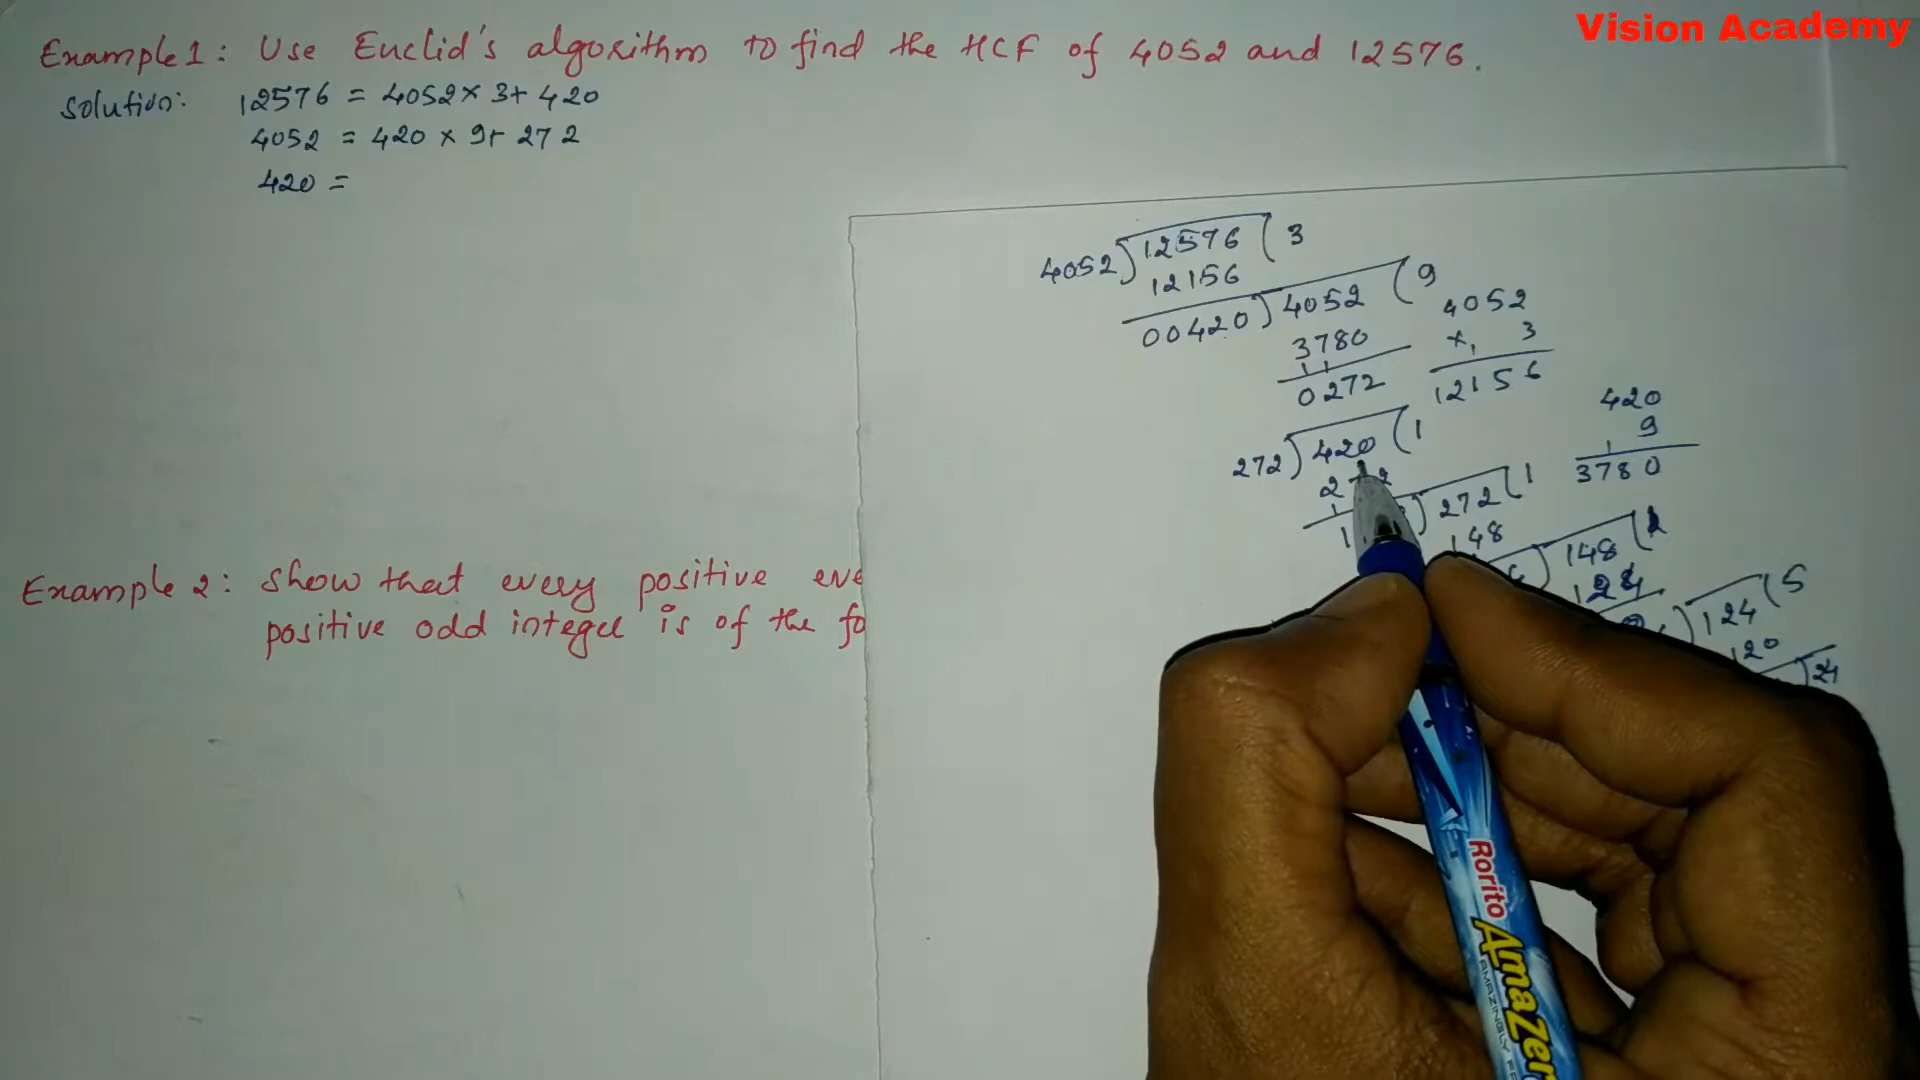 Vision Academy
Example 1: Use Euclid's algorithm to find the HCF of 4052 and 12576.
Solution: 12576 = 4052 × 3 + 420
4052 = 420 × 9 + 272
420 =
4052) 12576 ( 3
12156
00420) 4052 ( 9
3780
0272
4052
× 3
12156
420
9
3780
272) 420 ( 1
272
) 272 ( 1
148
) 148 (
124
) 124 ( 5
120
) 24
Example 2: Show that every positive eve
positive odd integer is of the fo
Rorito
AmaZer